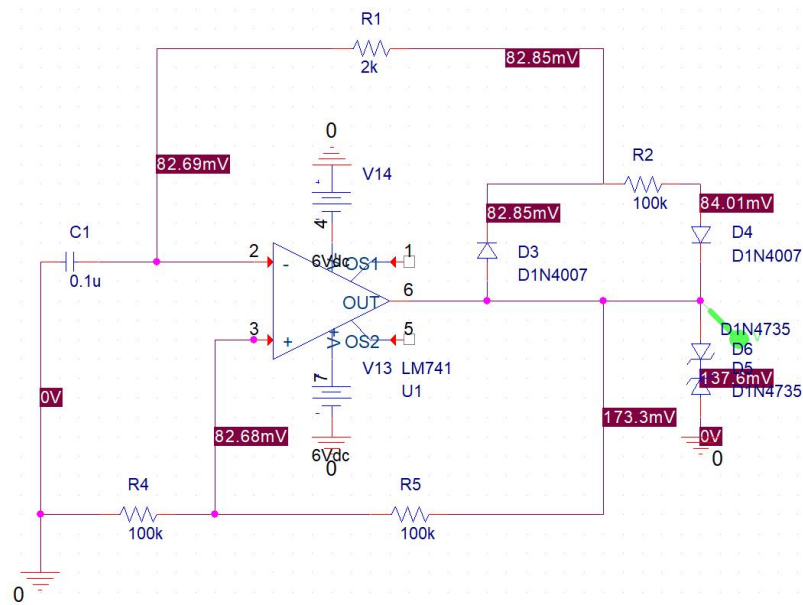 R1
2k
82.85mV
0
82.69mV
V14
R2
100k
82.85mV
84.01mV
C1
0.1u
4
D3
D1N4007
D4
D1N4007
2
-
6Vdc
OS1
1
OUT
6
3
+
V+
OS2
5
7
V13
LM741
U1
D1N4735
D6
D5
137.6mV
D1N4735
0V
173.3mV
82.68mV
6Vdc
0
0V
0
R4
100k
R5
100k
0